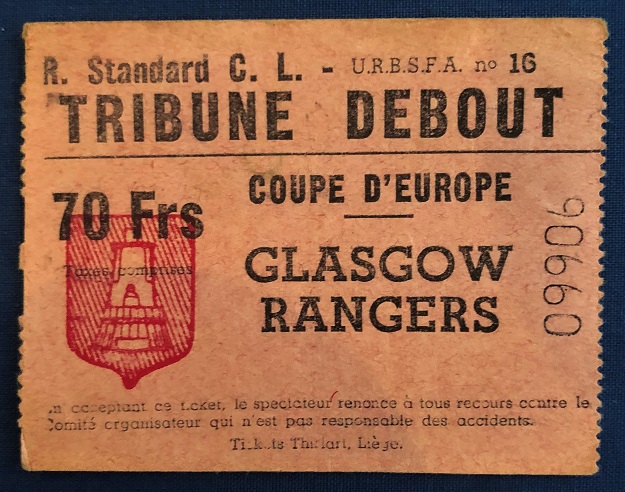 R. Standard C. L. - U.R.B.S.F.A. nº 16
TRIBUNE DEBOUT
70 Frs
Taxes comprises
COUPE D'EUROPE
GLASGOW
RANGERS
09906
En acceptant ce ticket, le spectateur renonce à tous recours contre le
Comité organisateur qui n'est pas responsable des accidents.
Tickets Thiriart, Liège.